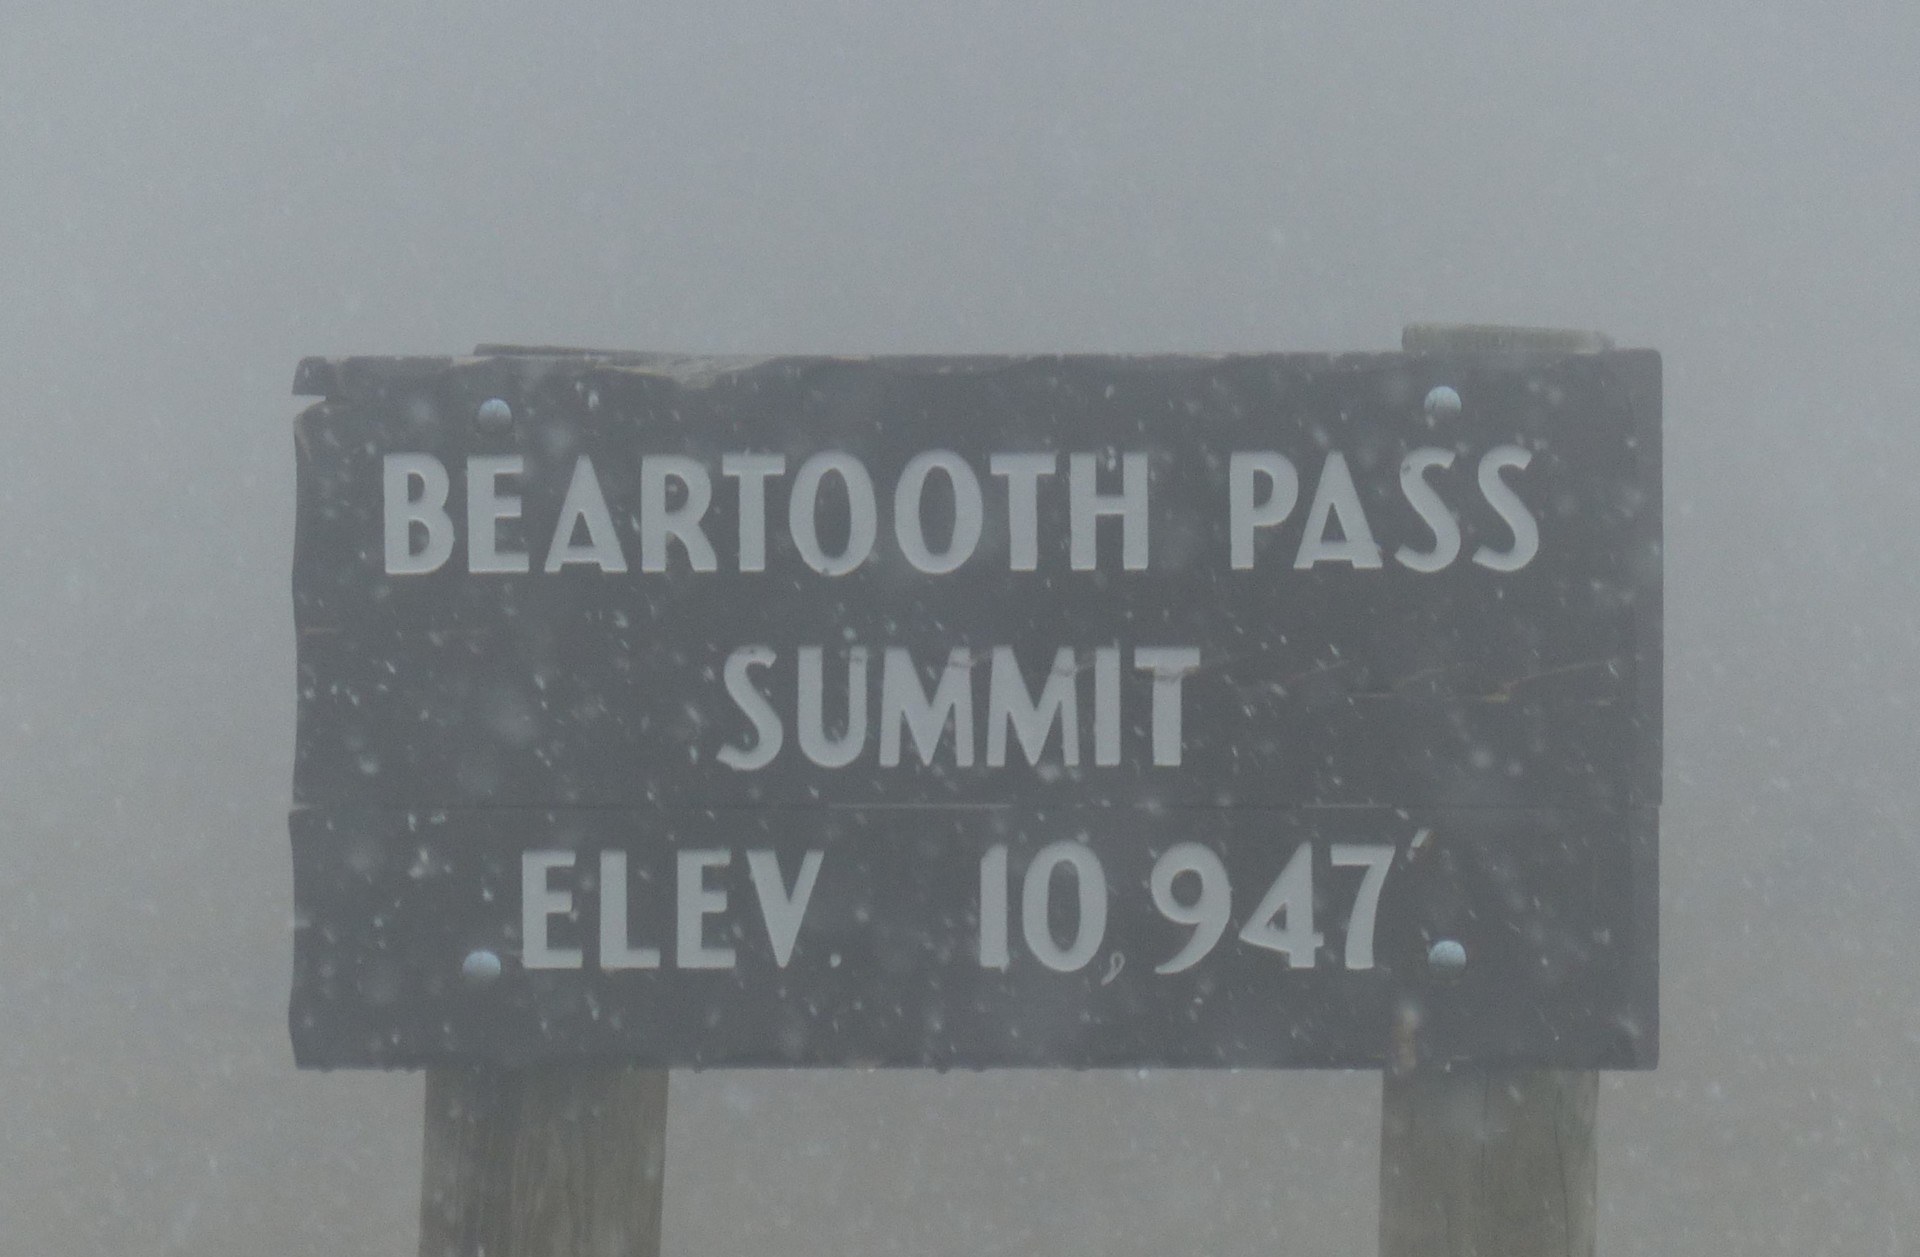 BEARTOOTH PASS
SUMMIT
ELEV. 10,947'